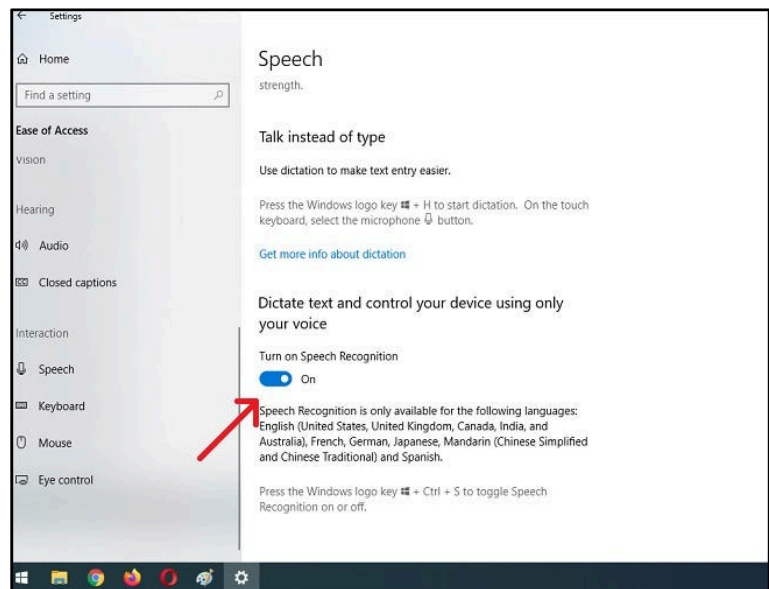 Settings
Home
Find a setting
Ease of Access
Vision
Hearing
Audio
Closed captions
Interaction
Speech
Keyboard
Mouse
Eye control
Speech
strength.
Talk instead of type
Use dictation to make text entry easier.
Press the Windows logo key + H to start dictation. On the touch
keyboard, select the microphone button.
Get more info about dictation
Dictate text and control your device using only
your voice
Turn on Speech Recognition
On
Speech Recognition is only available for the following languages:
English (United States, United Kingdom, Canada, India, and
Australia), French, German, Japanese, Mandarin (Chinese Simplified
and Chinese Traditional) and Spanish.
Press the Windows logo key + Ctrl + S to toggle Speech
Recognition on or off.